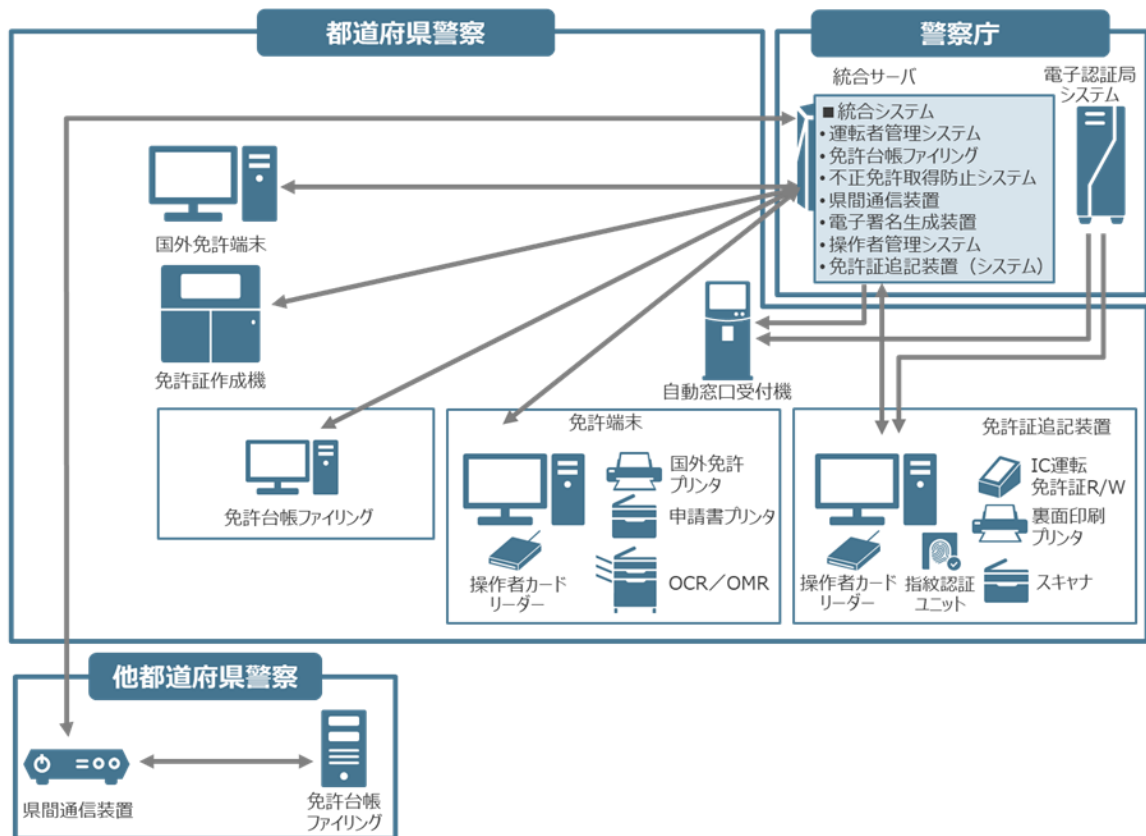 都道府県警察
警察庁
統合サーバ
電子認証局
システム
■統合システム
・運転者管理システム
・免許台帳ファイリング
・不正免許取得防止システム
・県間通信装置
・電子署名生成装置
・操作者管理システム
・免許証追記装置（システム）
国外免許端末
免許証作成機
自動窓口受付機
免許台帳ファイリング
免許端末
国外免許
プリンタ
申請書プリンタ
操作者カード
リーダー
OCR／OMR
免許証追記装置
IC運転
免許証R/W
裏面印刷
プリンタ
操作者カード
リーダー
指紋認証
ユニット
スキャナ
他都道府県警察
県間通信装置
免許台帳
ファイリング